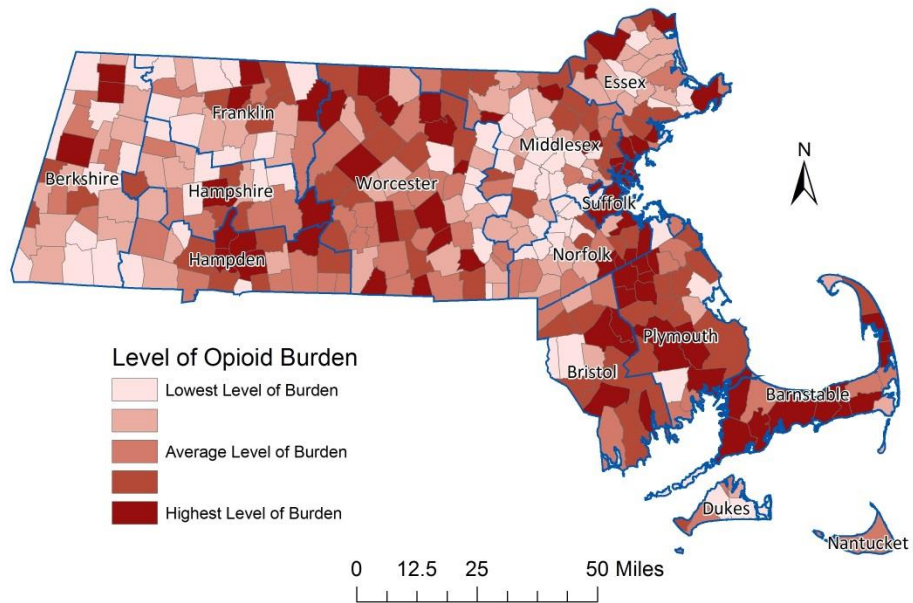 Essex
Franklin
Middlesex
N
Berkshire
Hampshire
Worcester
Suffolk
Norfolk
Hampden
Plymouth
Level of Opioid Burden
Lowest Level of Burden
Average Level of Burden
Highest Level of Burden
Bristol
Barnstable
Dukes
Nantucket
0 12.5 25 50 Miles